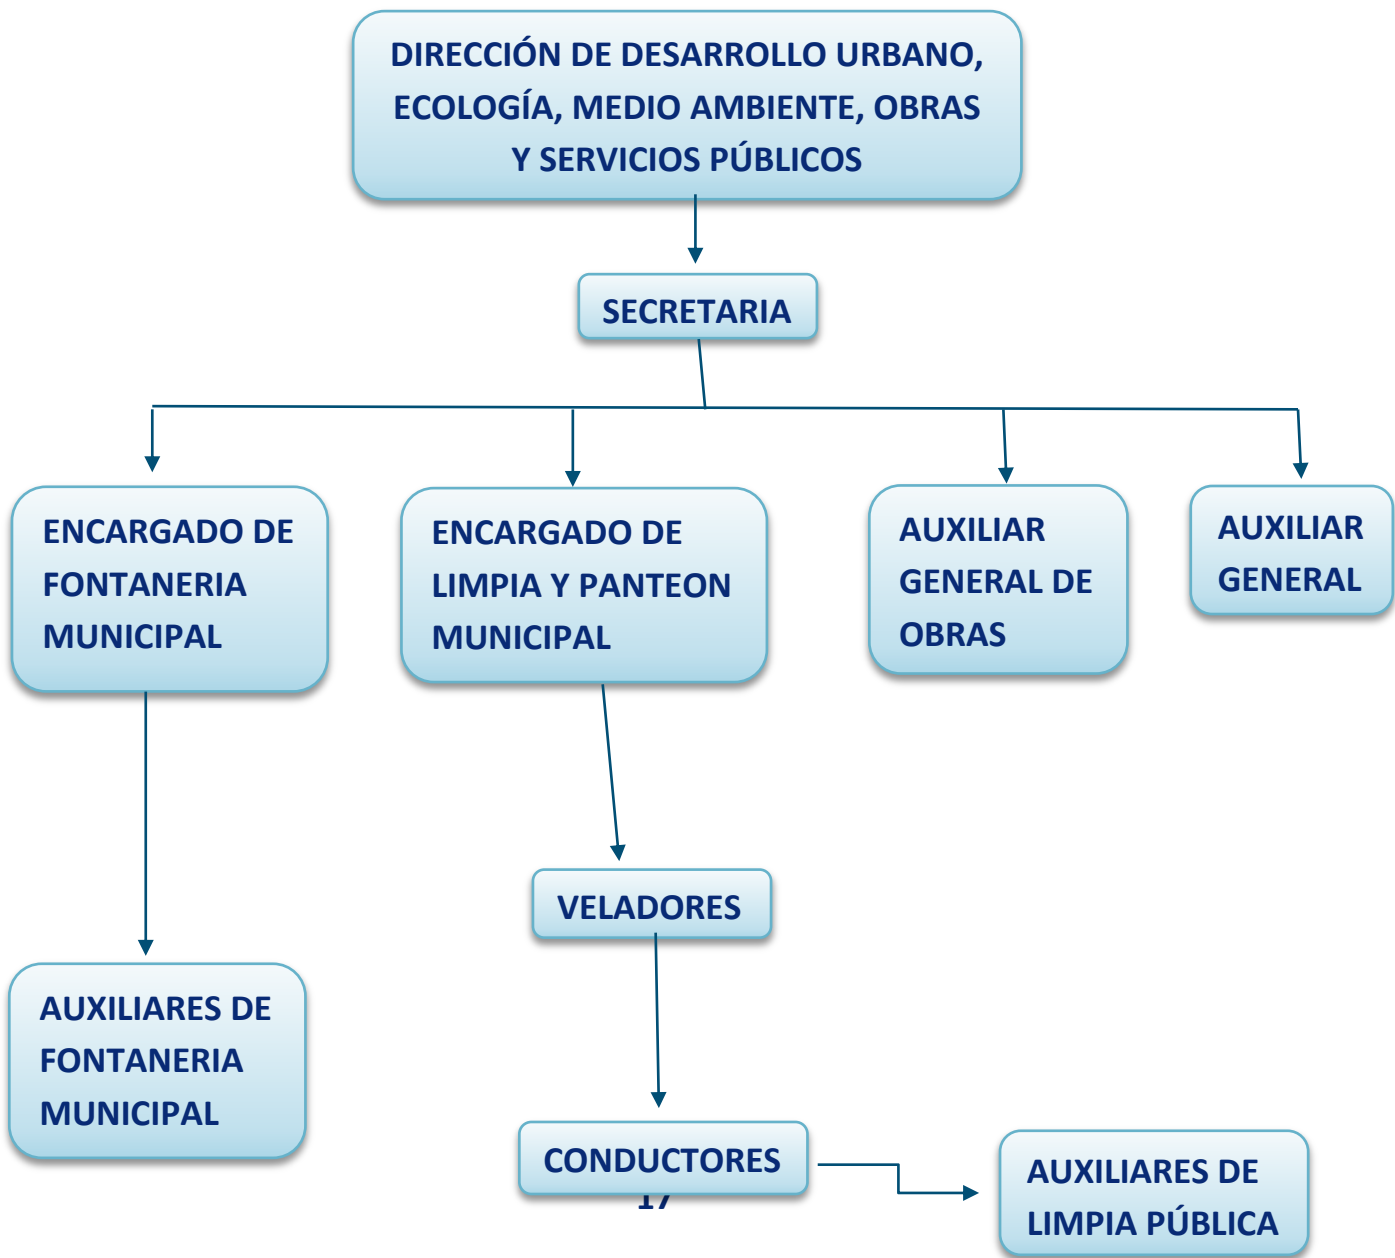 DIRECCIÓN DE DESARROLLO URBANO,
ECOLOGÍA, MEDIO AMBIENTE, OBRAS
Y SERVICIOS PÚBLICOS
SECRETARIA
ENCARGADO DE
FONTANERIA
MUNICIPAL
ENCARGADO DE
LIMPIA Y PANTEON
MUNICIPAL
AUXILIAR
GENERAL DE
OBRAS
AUXILIAR
GENERAL
VELADORES
AUXILIARES DE
FONTANERIA
MUNICIPAL
CONDUCTORES
AUXILIARES DE
LIMPIA PÚBLICA
17